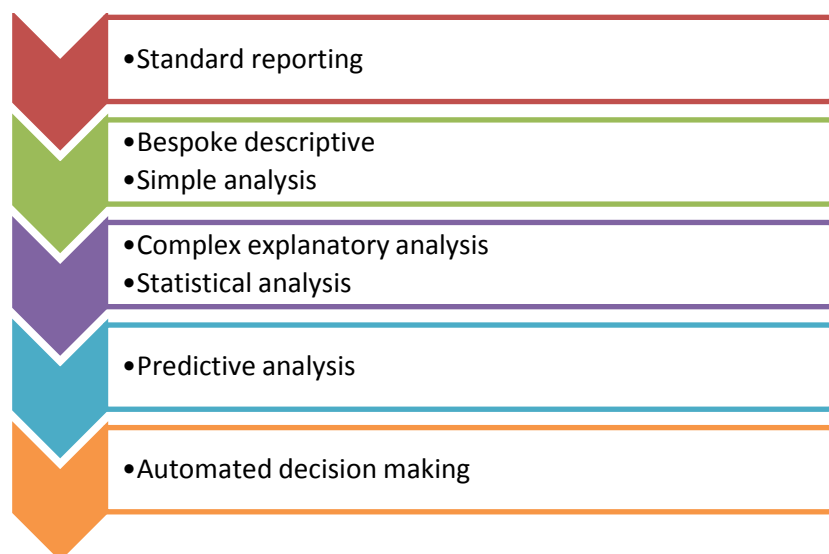 •Standard reporting
•Bespoke descriptive
•Simple analysis
•Complex explanatory analysis
•Statistical analysis
•Predictive analysis
•Automated decision making